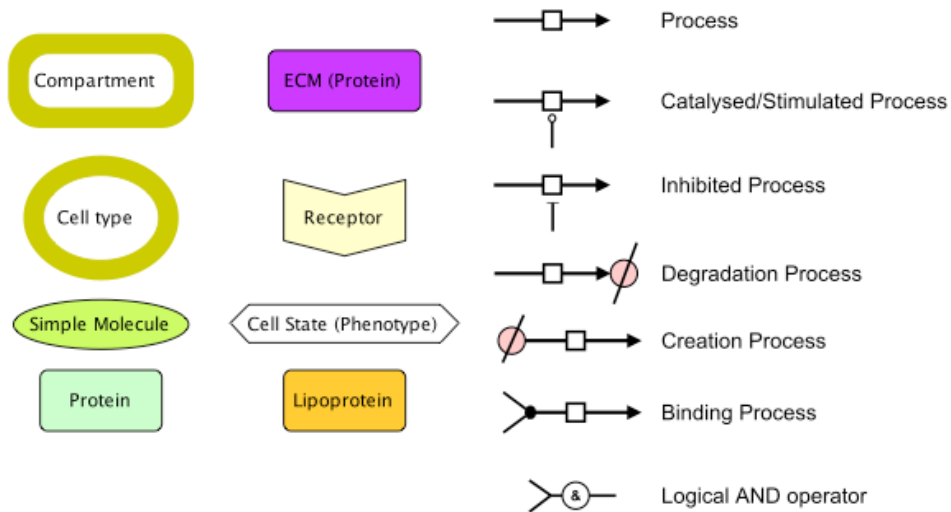 Compartment
ECM (Protein)
Process
Catalysed/Stimulated Process
Cell type
Receptor
Inhibited Process
Degradation Process
Simple Molecule
Cell State (Phenotype)
Creation Process
Protein
Lipoprotein
Binding Process
&
Logical AND operator